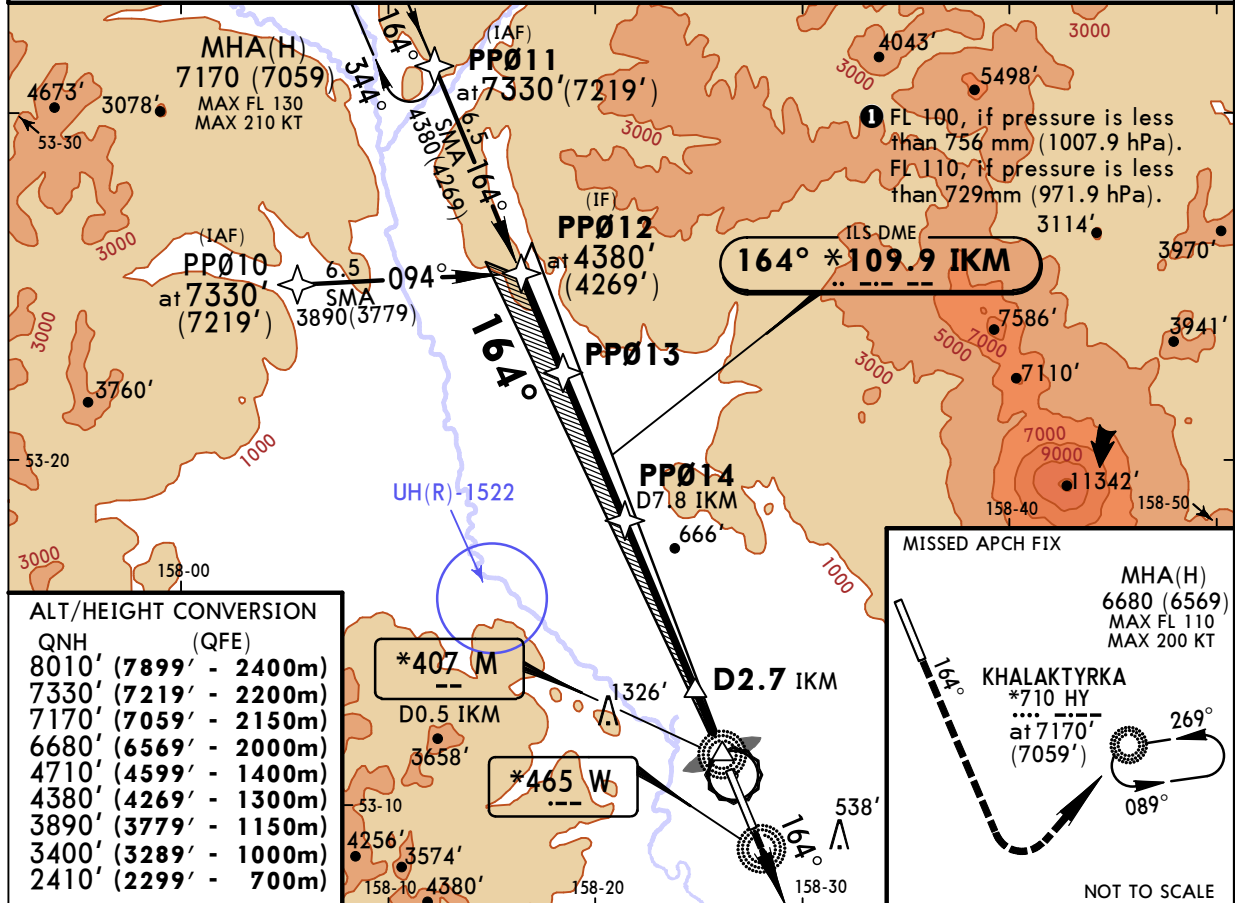 MHA(H)
7170 (7059)
MAX FL 130
MAX 210 KT
164°
344°
(IAF)
PPØ11
at 7330' (7219')
6.5
164°
SMA
4380(4269)
4673'
3078'
53-30
3000
4043'
3000
5498'
3000
3000
❶ FL 100, if pressure is less
than 756 mm (1007.9 hPa).
FL 110, if pressure is less
than 729mm (971.9 hPa).
3114'
3970'
(IF)
PPØ12
at 4380'
(4269')
ILS DME
164° *109.9 IKM
(IAF)
PPØ10
at 7330'
(7219')
6.5
094°
SMA
3890(3779)
3000
164°
PPØ13
7586'
5000
7000
3941'
3000
7110'
3760'
1000
53-20
7000
9000
11342'
158-40
158-50
UH(R)-1522
PPØ14
D7.8 IKM
666'
1000
3000
158-00
ALT/HEIGHT CONVERSION
QNH (QFE)
8010' (7899' - 2400m)
7330' (7219' - 2200m)
7170' (7059' - 2150m)
6680' (6569' - 2000m)
4710' (4599' - 1400m)
4380' (4269' - 1300m)
3890' (3779' - 1150m)
3400' (3289' - 1000m)
2410' (2299' - 700m)
*407 M
D0.5 IKM
1326'
D2.7 IKM
3658'
*465 W
53-10
538'
164°
4256'
3574'
158-10
4380'
158-20
158-30
MISSED APCH FIX
MHA(H)
6680 (6569)
MAX FL 110
MAX 200 KT
164°
KHALAKTYRKA
*710 HY
at 7170'
(7059')
269°
089°
NOT TO SCALE